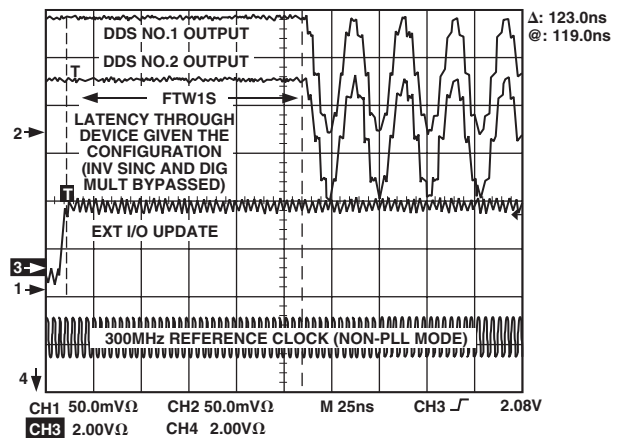 Δ: 123.0ns
@: 119.0ns
DDS NO.1 OUTPUT
DDS NO.2 OUTPUT
T
FTW1S
LATENCY THROUGH
DEVICE GIVEN THE
CONFIGURATION
(INV SINC AND DIG
MULT BYPASSED)
2
T
EXT I/O UPDATE
3
1
300MHz REFERENCE CLOCK (NON-PLL MODE)
4
CH1 50.0mVΩ CH2 50.0mVΩ M 25ns CH3 2.08V
CH3 2.00VΩ CH4 2.00VΩ